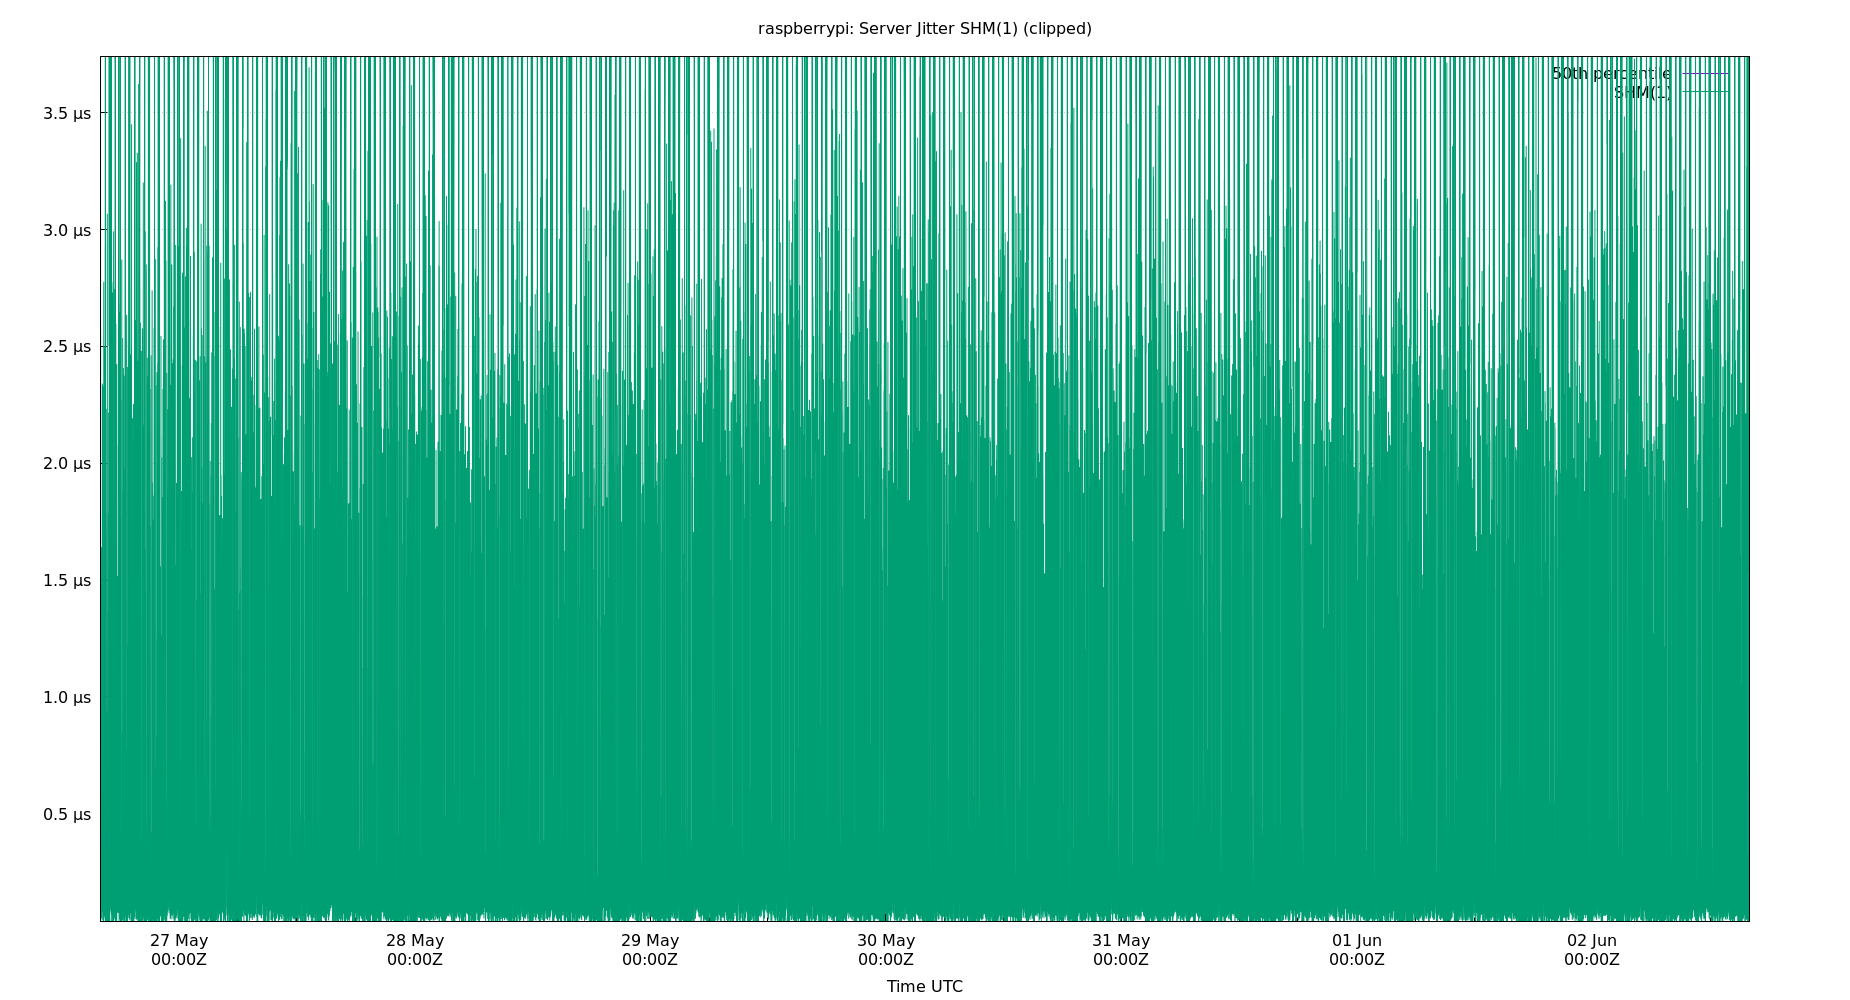 raspberrypi: Server Jitter SHM(1) (clipped)
50th percentile
SHM(1)
3.5 μs
3.0 μs
2.5 μs
2.0 μs
1.5 μs
1.0 μs
0.5 μs
27 May 28 May 29 May 30 May 31 May 01 Jun 02 Jun
00:00Z 00:00Z 00:00Z 00:00Z 00:00Z 00:00Z 00:00Z
Time UTC